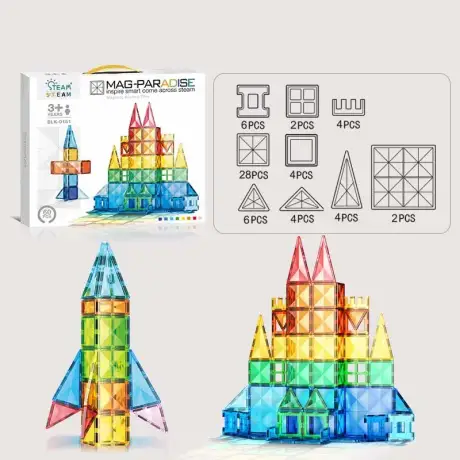 STEAM
STEAM
MAG-PARADISE
inspire smart come across steam
3+
YEARS
6PCS
2PCS
4PCS
28PCS
4PCS
6PCS
4PCS
4PCS
2PCS